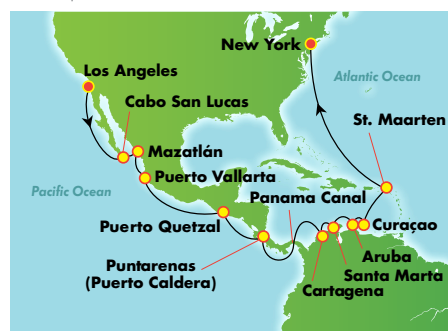 New York
Los Angeles
Atlantic Ocean
Cabo San Lucas
St. Maarten
Mazatlán
Puerto Vallarta
Pacific Ocean
Panama Canal
Puerto Quetzal
Curaçao
Aruba
Puntarenas
(Puerto Caldera)
Santa Marta
Cartagena